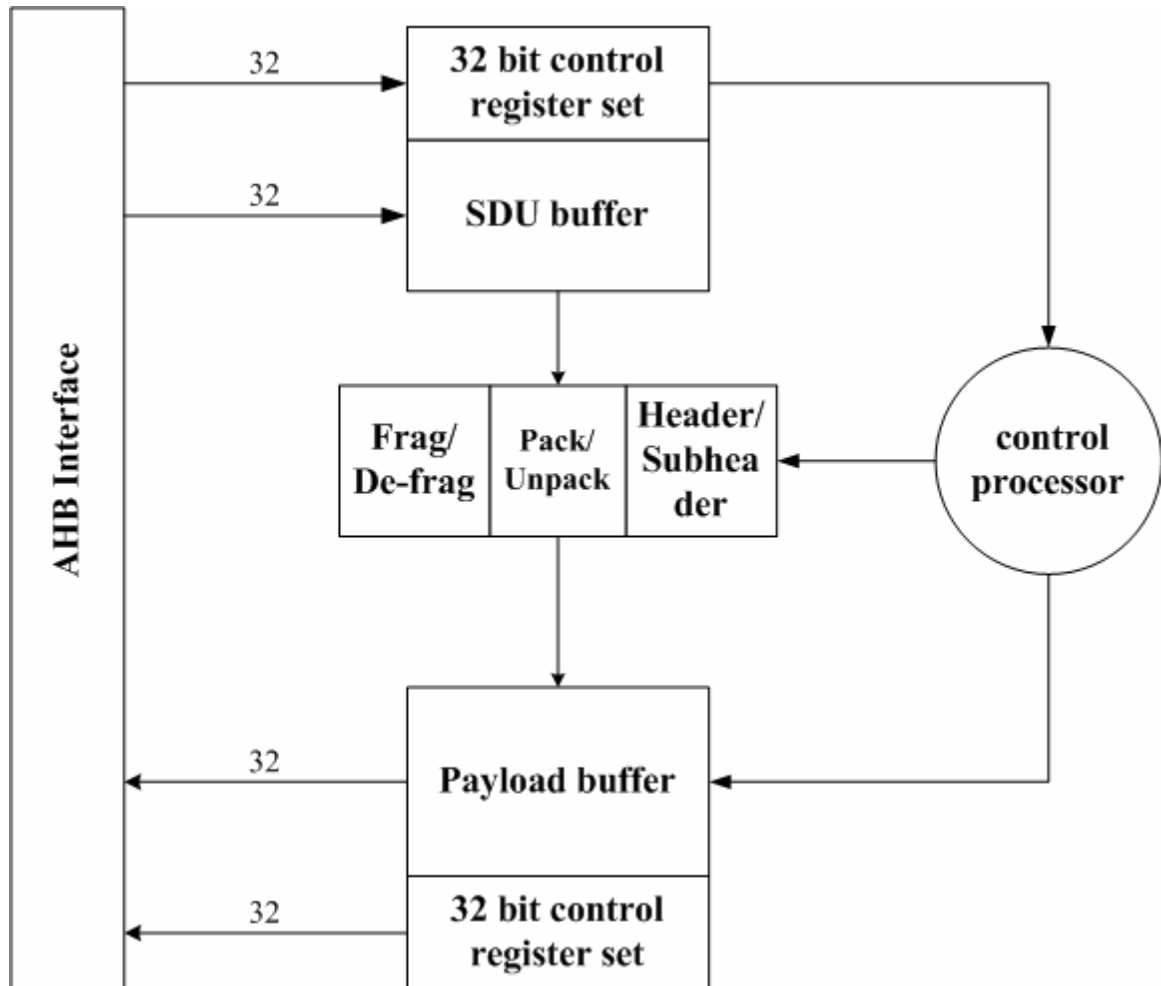 32
32 bit control
register set
32
SDU buffer
AHB Interface
Frag/
De-frag
Pack/
Unpack
Header/
Subhea
der
control
processor
32
Payload buffer
32
32 bit control
register set